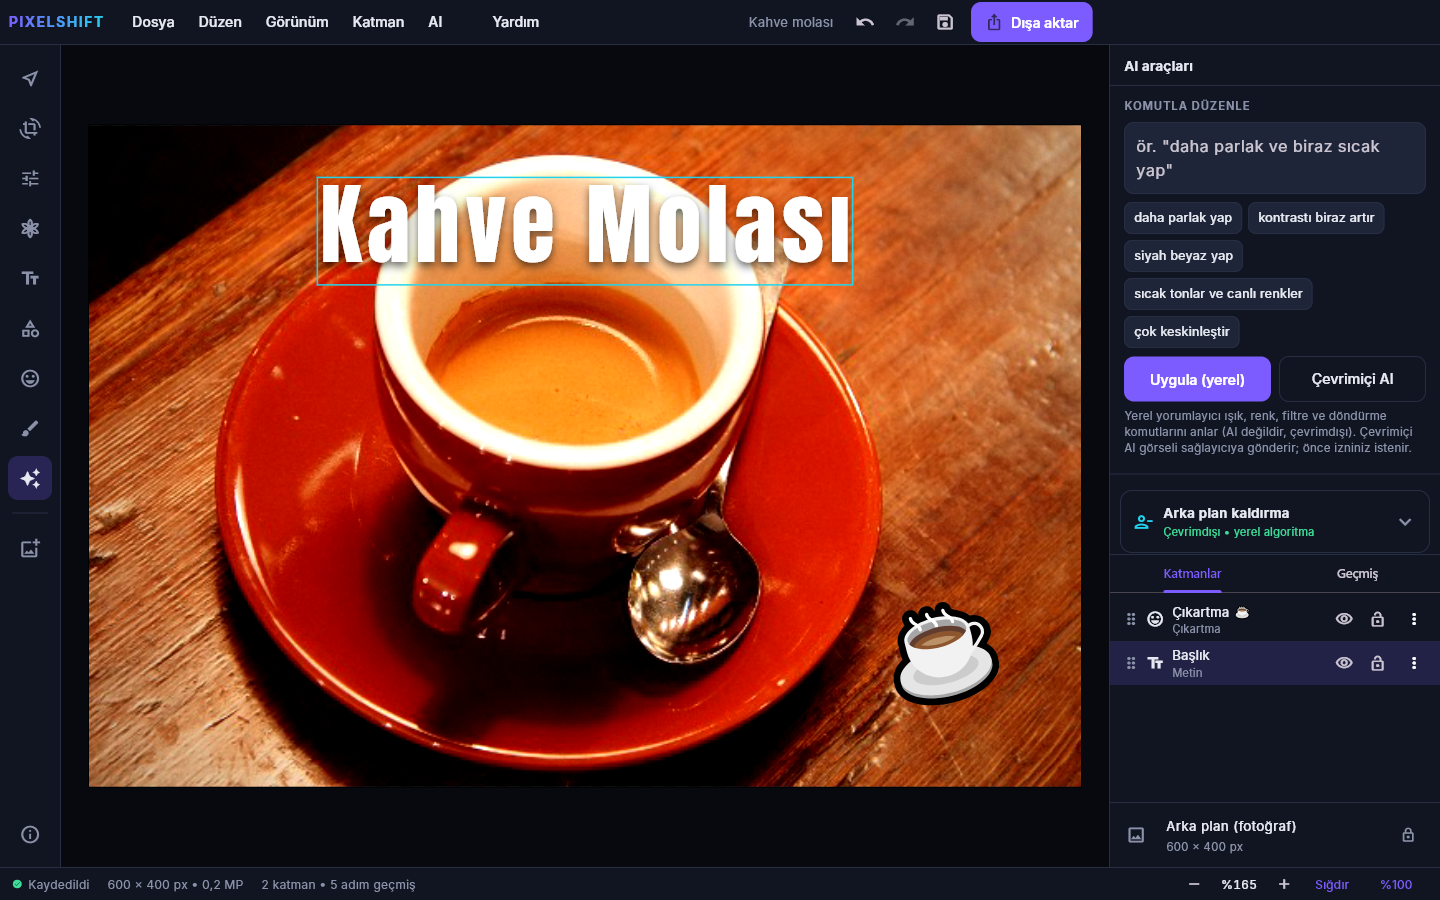 PIXELSHIFT Dosya Düzen Görünüm Katman AI Yardım Kahve molası Dışa aktar
AI araçları
KOMUTLA DÜZENLE
ör. "daha parlak ve biraz sıcak
yap"
daha parlak yap kontrastı biraz artır
siyah beyaz yap
sıcak tonlar ve canlı renkler
çok keskinleştir
Uygula (yerel) Çevrimiçi AI
Yerel yorumlayıcı ışık, renk, filtre ve döndürme
komutlarını anlar (AI değildir, çevrimdışı). Çevrimiçi
AI görseli sağlayıcıya gönderir; önce izniniz istenir.
Arka plan kaldırma
Çevrimdışı • yerel algoritma
Katmanlar Geçmiş
Çıkartma ☕
Çıkartma
Başlık
Metin
Arka plan (fotoğraf)
600 × 400 px
Kahve Molası
Kaydedildi 600 × 400 px • 0,2 MP 2 katman • 5 adım geçmiş − %165 + Sığdır %100